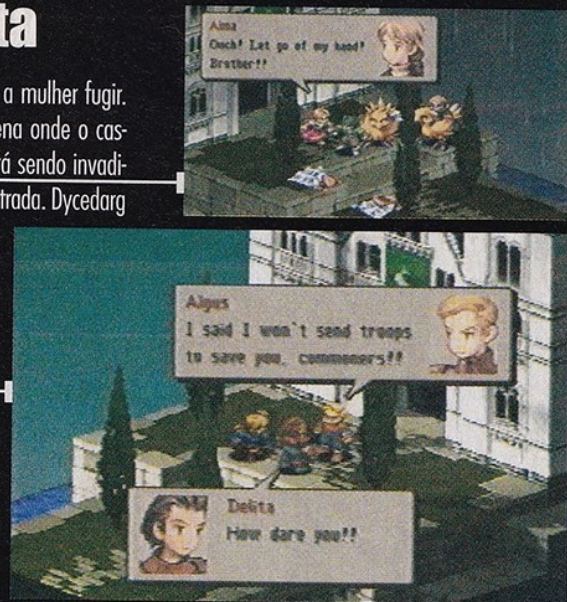 ta
a mulher fugir.
ena onde o cas-
rá sendo invadi-
trada. Dycedarg
Alma
Ouch! Let go of my hand!
Brother!!
Algus
I said I won't send troops
to save you, commoners!!
Delita
How dare you!!